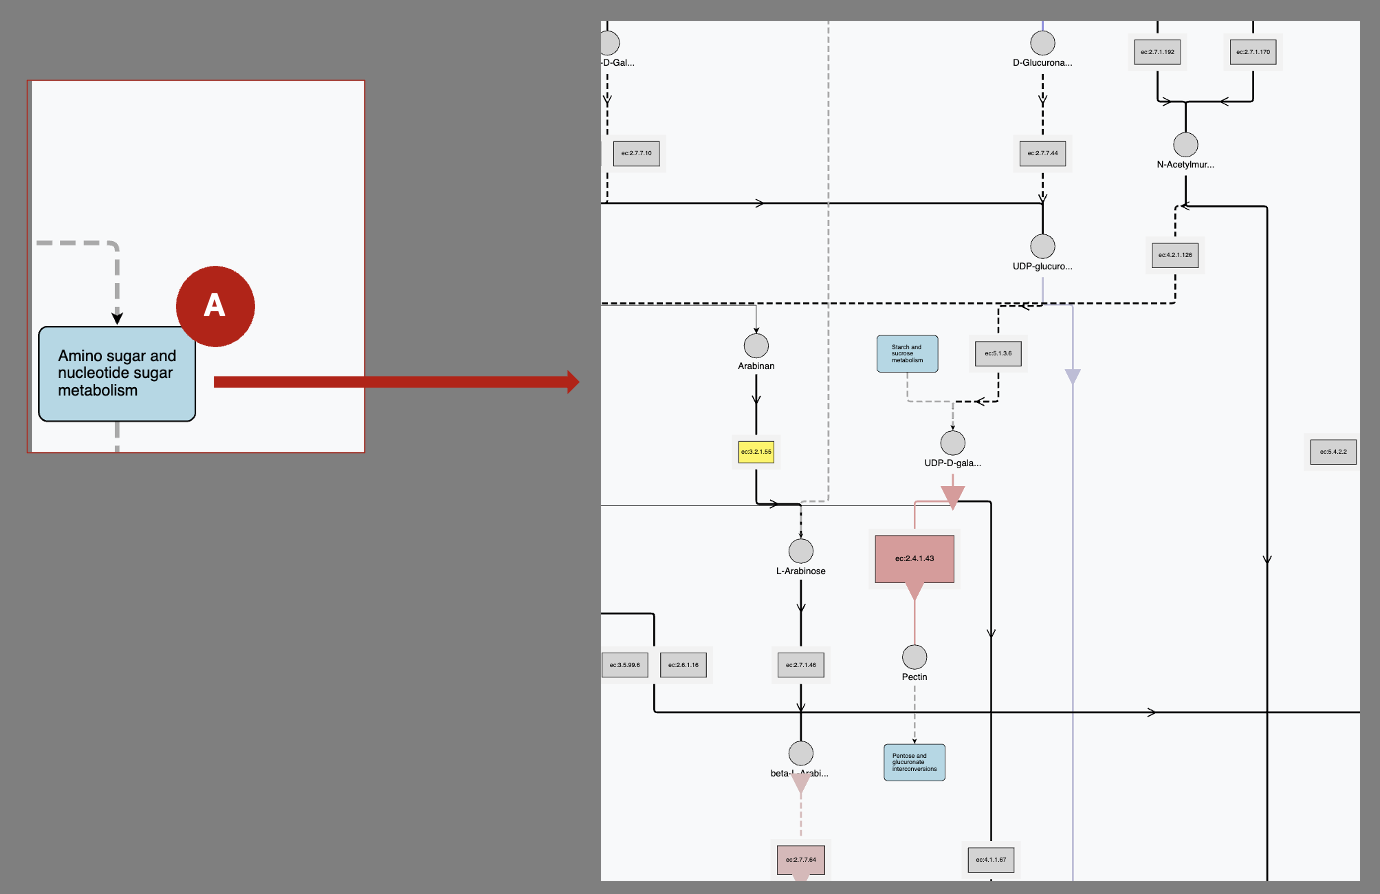 Amino sugar and
nucleotide sugar
metabolism
A
-D-Gal...
D-Glucurona...
ec:2.7.1.192
ec:2.7.1.170
ec:2.7.7.10
ec:2.7.7.44
N-Acetylmur...
UDP-glucuro...
ec:4.2.1.126
Arabinan
Starch and
sucrose
metabolism
ec:5.1.3.6
ec:3.2.1.55
UDP-D-gala...
ec:5.4.2.2
L-Arabinose
ec:2.4.1.43
ec:3.5.99.6
ec:2.6.1.16
ec:2.7.1.46
Pectin
beta-L-Arabi...
Pentose and
glucuronate
interconversions
ec:2.7.7.64
ec:4.1.1.67